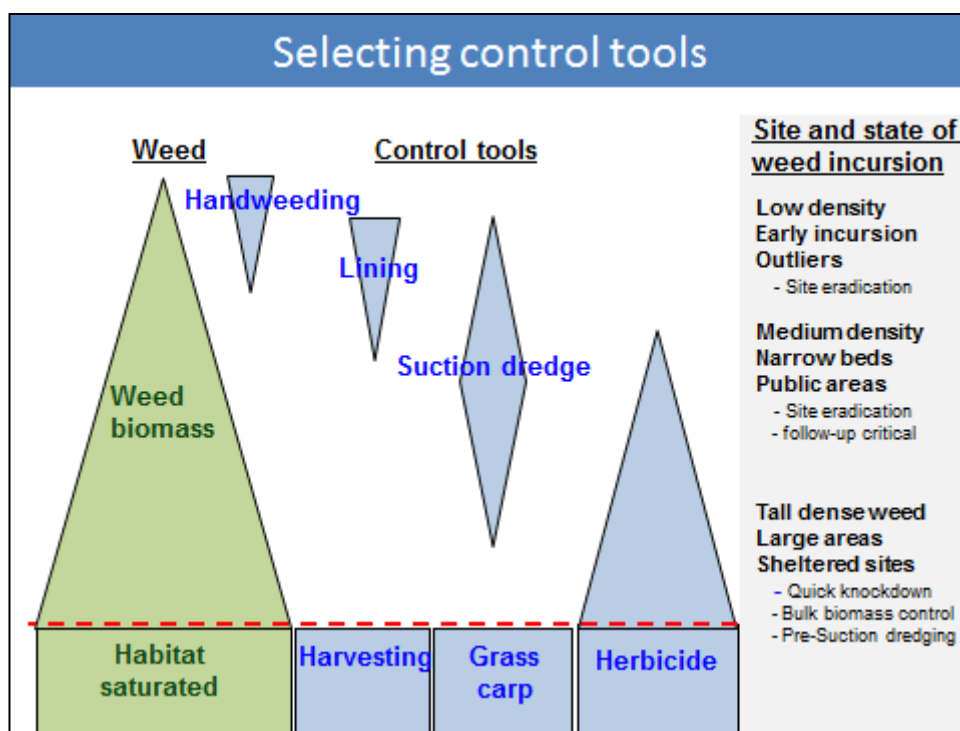 Selecting control tools
Weed
Control tools
Handweeding
Lining
Suction dredge
Weed
biomass
Habitat
saturated
Harvesting
Grass
carp
Herbicide
Site and state of
weed incursion
Low density
Early incursion
Outliers
- Site eradication
Medium density
Narrow beds
Public areas
- Site eradication
- follow-up critical
Tall dense weed
Large areas
Sheltered sites
- Quick knockdown
- Bulk biomass control
- Pre-Suction dredging